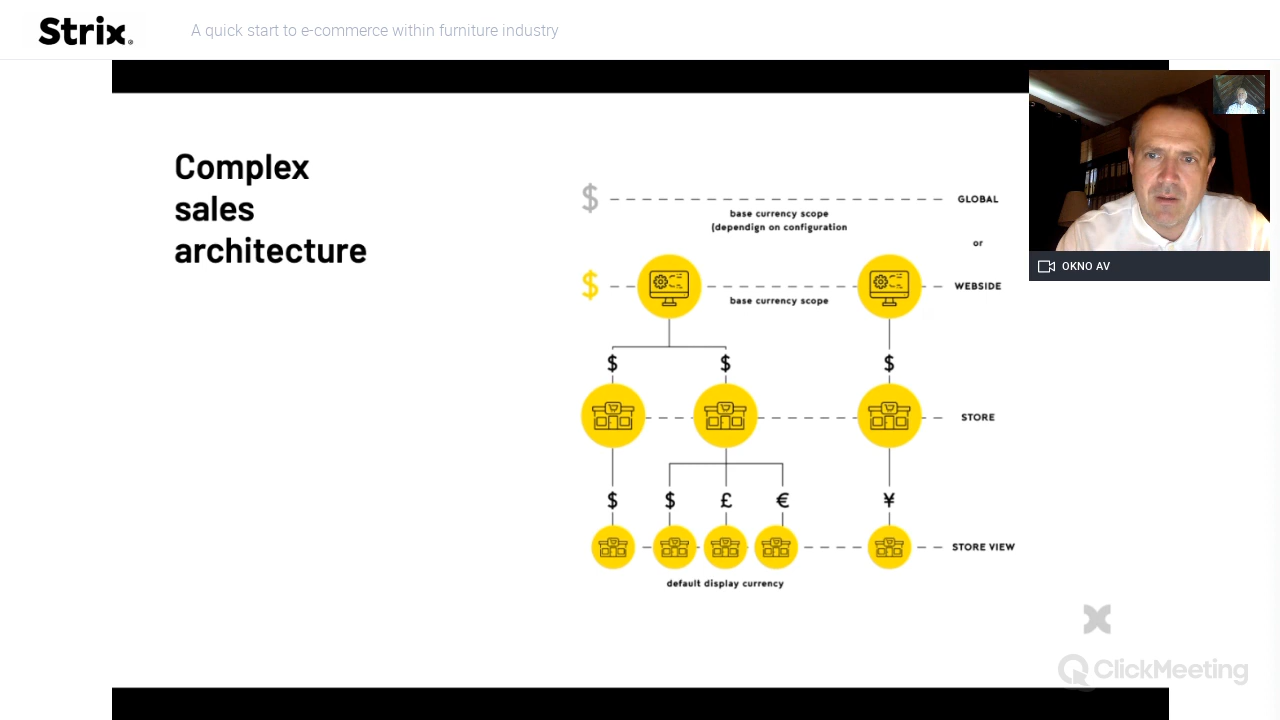 Strix®
A quick start to e-commerce within furniture industry
Complex
sales
architecture
$
GLOBAL
base currency scope
(dependign on configuration
or
$
WEBSIDE
base currency scope
$ $ $
STORE
$ $ £ € ¥
STORE VIEW
default display currency
OKNO AV
ClickMeeting